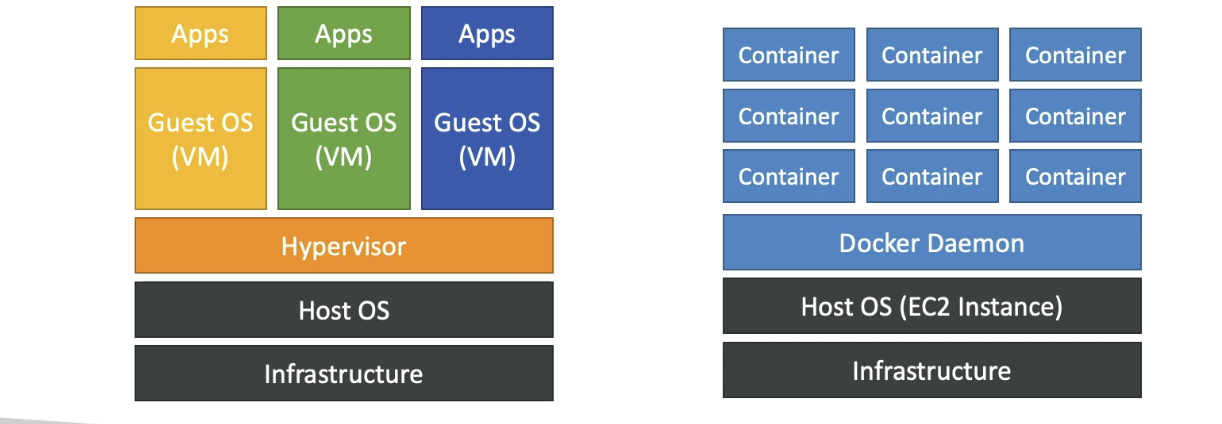 Apps
Apps
Apps
Guest OS
(VM)
Guest OS
(VM)
Guest OS
(VM)
Hypervisor
Host OS
Infrastructure
Container
Container
Container
Container
Container
Container
Container
Container
Container
Docker Daemon
Host OS (EC2 Instance)
Infrastructure